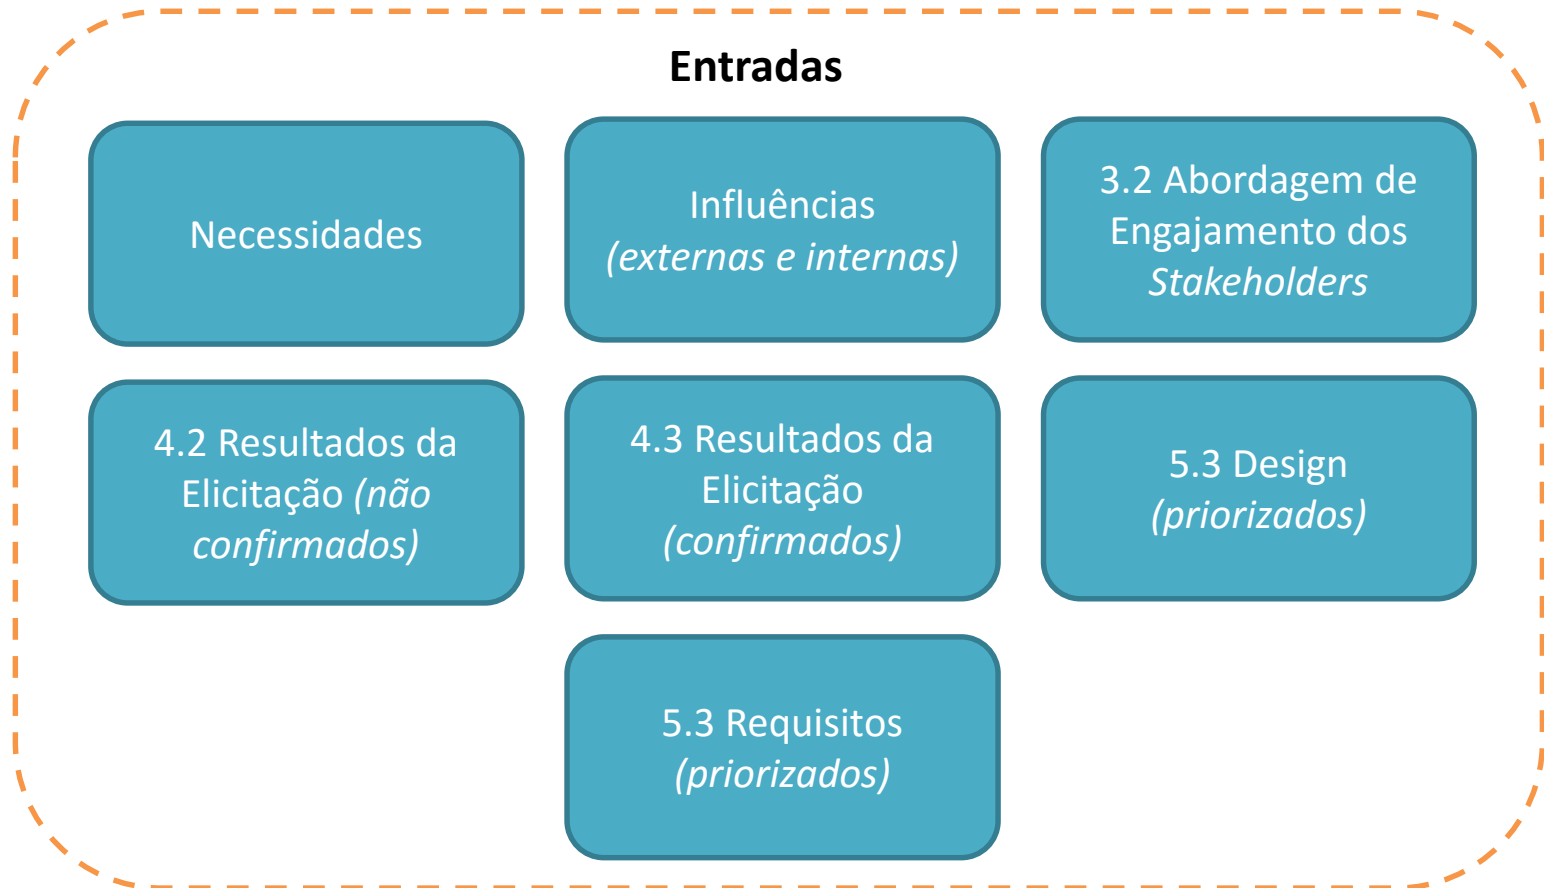 Entradas
Necessidades
Influências
(externas e internas)
3.2 Abordagem de
Engajamento dos
Stakeholders
4.2 Resultados da
Elicitação (não
confirmados)
4.3 Resultados da
Elicitação
(confirmados)
5.3 Design
(priorizados)
5.3 Requisitos
(priorizados)